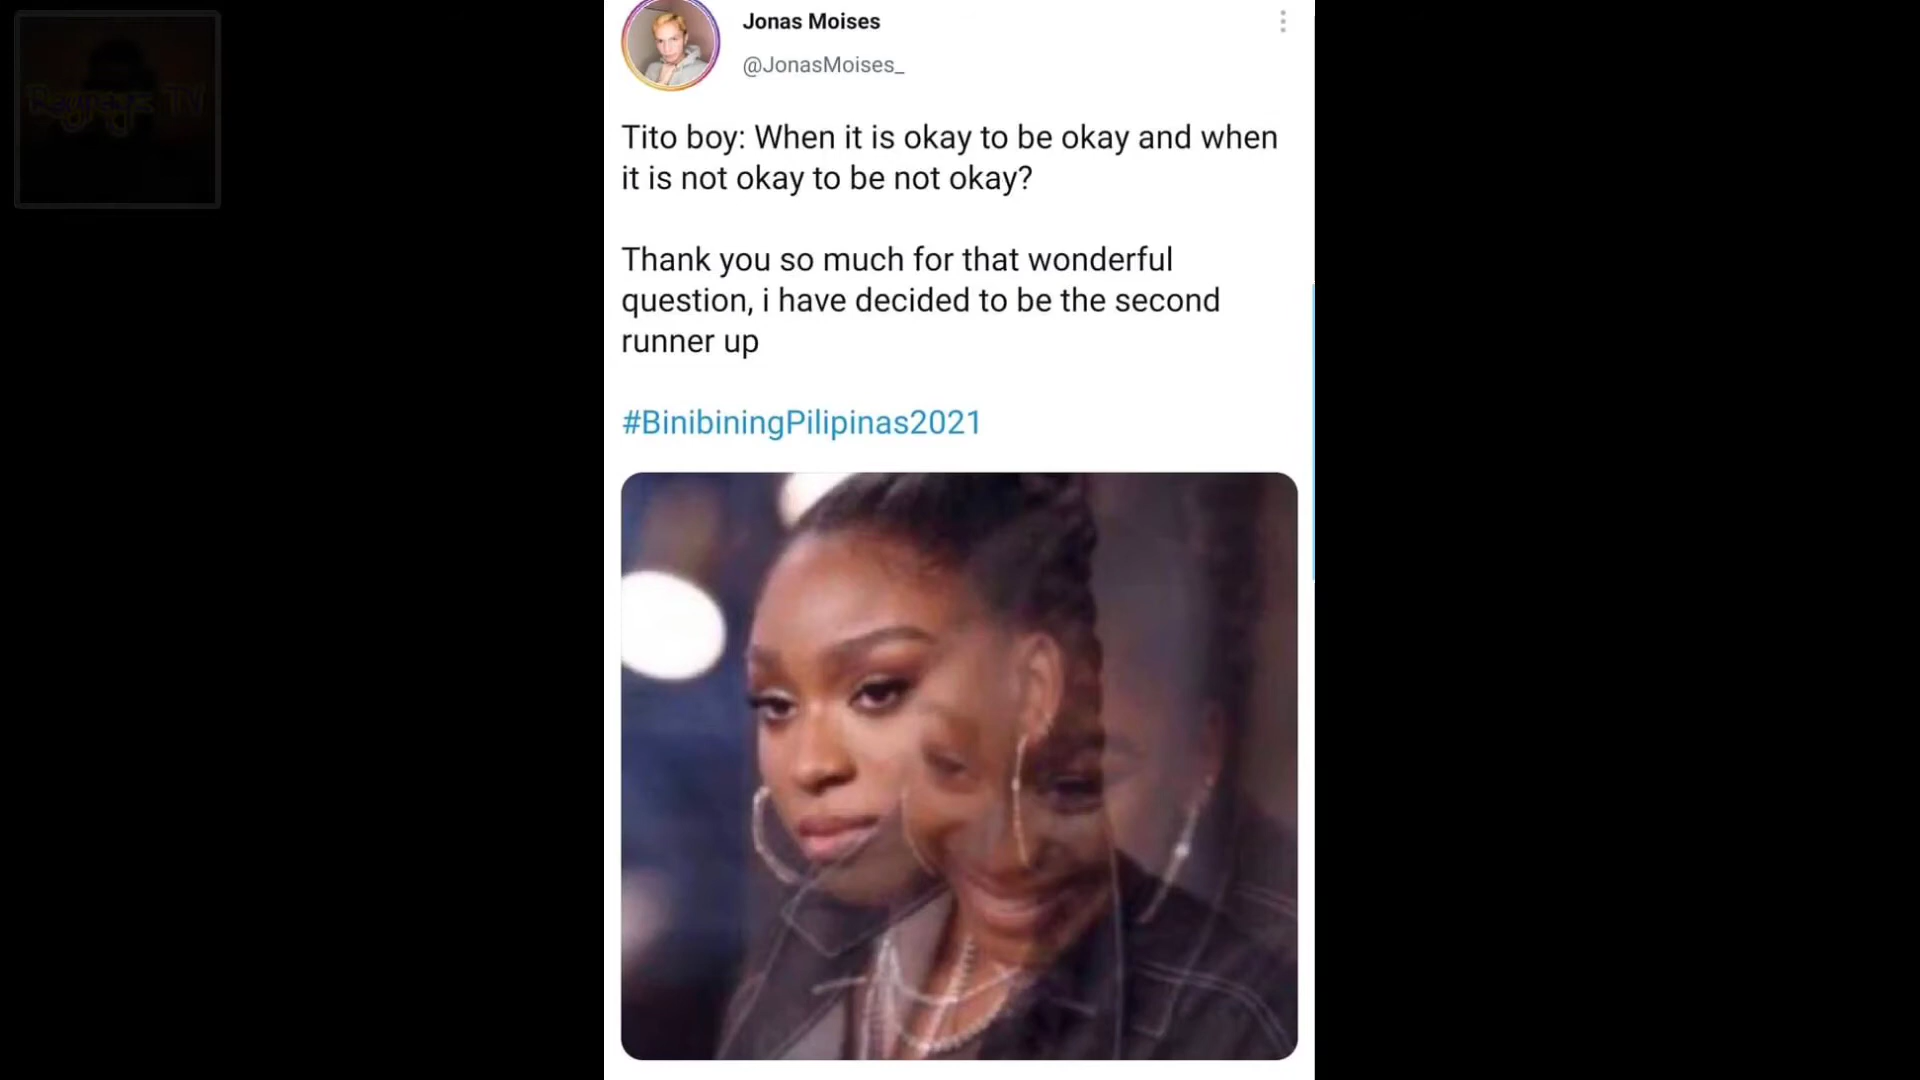 Raynayz TV
Jonas Moises
@JonasMoises_
Tito boy: When it is okay to be okay and when
it is not okay to be not okay?
Thank you so much for that wonderful
question, i have decided to be the second
runner up
#BinibiningPilipinas2021